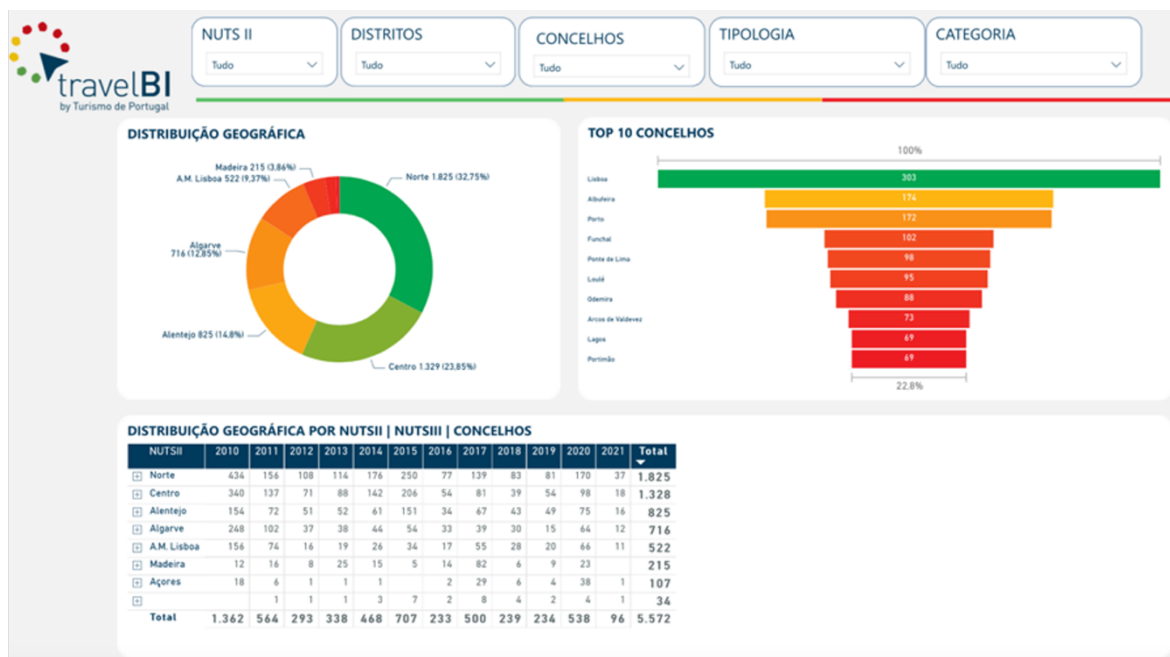 travelBI
by Turismo de Portugal
NUTS II
Tudo
DISTRITOS
Tudo
CONCELHOS
Tudo
TIPOLOGIA
Tudo
CATEGORIA
Tudo
DISTRIBUIÇÃO GEOGRÁFICA
Madeira 215 (3,86%)
A.M. Lisboa 522 (9,37%)
Norte 1.825 (32,75%)
Algarve
716 (12,85%)
Alentejo 825 (14,8%)
Centro 1.329 (23,85%)
TOP 10 CONCELHOS
100%
Lisboa 303
Albufeira 174
Porto 172
Funchal 102
Ponte de Lima 98
Loulé 95
Odemira 88
Arcos de Valdevez 73
Lagos 69
Portimão 69
22,8%
DISTRIBUIÇÃO GEOGRÁFICA POR NUTSII | NUTSIII | CONCELHOS
NUTSII 2010 2011 2012 2013 2014 2015 2016 2017 2018 2019 2020 2021 Total
Norte 434 156 108 114 176 250 77 139 83 81 170 37 1.825
Centro 340 137 71 88 142 206 54 81 39 54 98 18 1.328
Alentejo 154 72 51 52 61 151 34 67 43 49 75 16 825
Algarve 248 102 37 38 44 54 33 39 30 15 64 12 716
A.M. Lisboa 156 74 16 19 26 34 17 55 28 20 66 11 522
Madeira 12 16 8 25 15 5 14 82 6 9 23 215
Açores 18 6 1 1 1 2 29 6 4 38 1 107
1 1 1 3 7 2 8 4 2 4 1 34
Total 1.362 564 293 338 468 707 233 500 239 234 538 96 5.572